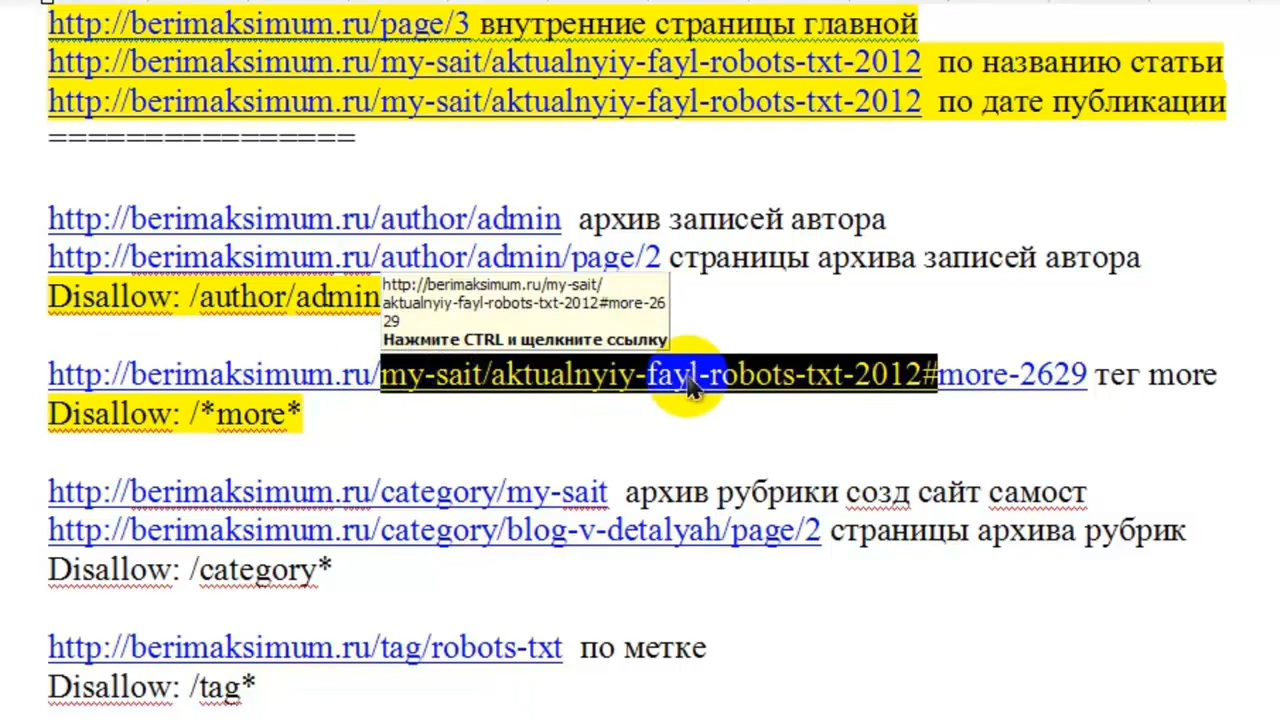 http://berimaksimum.ru/page/3 внутренние страницы главной
http://berimaksimum.ru/my-sait/aktualnyiy-fayl-robots-txt-2012  по названию статьи
http://berimaksimum.ru/my-sait/aktualnyiy-fayl-robots-txt-2012  по дате публикации
================
http://berimaksimum.ru/author/admin  архив записей автора
http://berimaksimum.ru/author/admin/page/2 страницы архива записей автора
Disallow: /author/admin
http://berimaksimum.ru/my-sait/
aktualnyiy-fayl-robots-txt-2012#more-26
29
Нажмите CTRL и щелкните ссылку
http://berimaksimum.ru/my-sait/aktualnyiy-fayl-robots-txt-2012#more-2629 тег more
Disallow: /*more*
http://berimaksimum.ru/category/my-sait  архив рубрики созд сайт самост
http://berimaksimum.ru/category/blog-v-detalyah/page/2 страницы архива рубрик
Disallow: /category*
http://berimaksimum.ru/tag/robots-txt  по метке
Disallow: /tag*